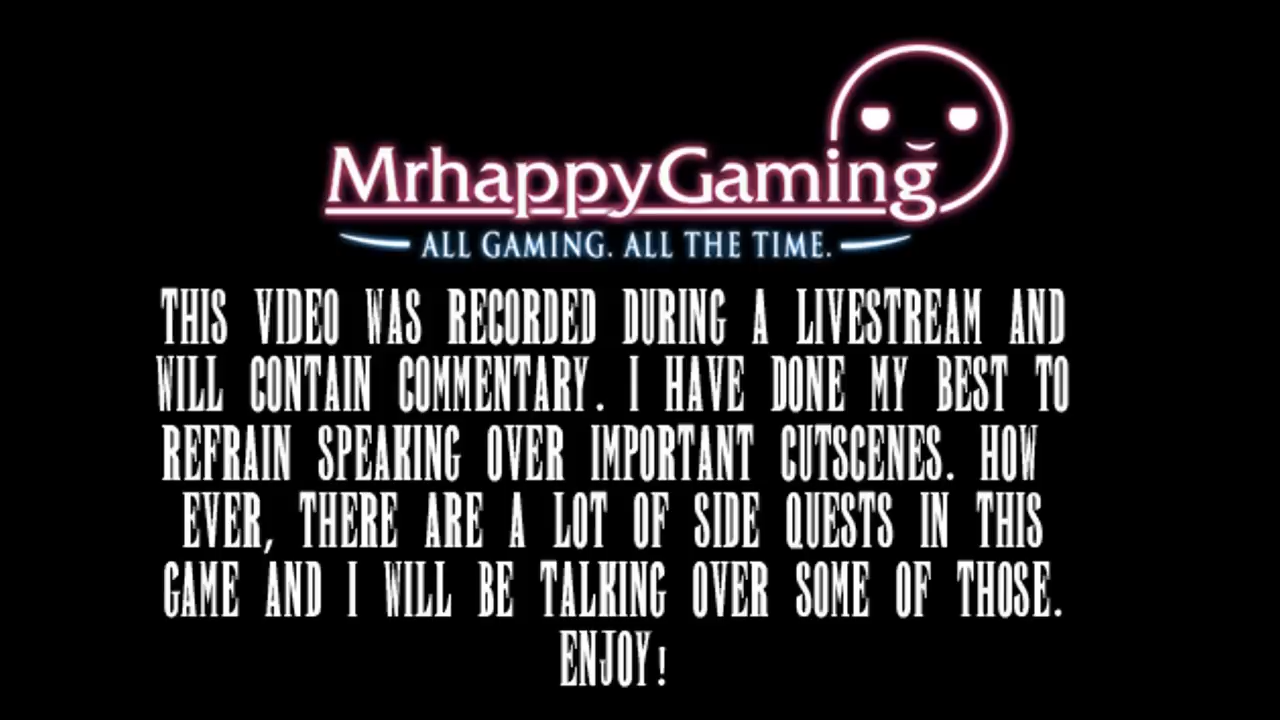 MrhappyGaming
ALL GAMING. ALL THE TIME.
THIS VIDEO WAS RECORDED DURING A LIVESTREAM AND
WILL CONTAIN COMMENTARY. I HAVE DONE MY BEST TO
REFRAIN SPEAKING OVER IMPORTANT CUTSCENES. HOW
EVER, THERE ARE A LOT OF SIDE QUESTS IN THIS
GAME AND I WILL BE TALKING OVER SOME OF THOSE.
ENJOY!